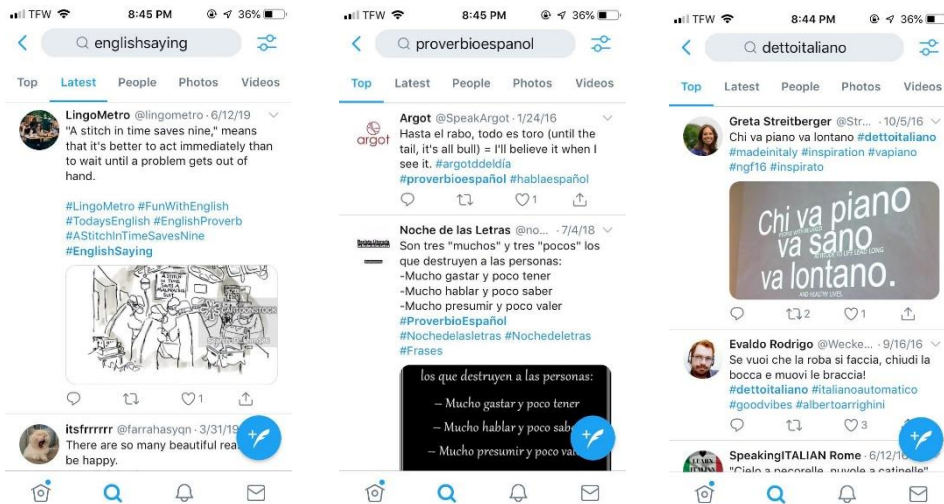 TFW 8:45 PM 36%
englishsaying
Top Latest People Photos Videos
LingoMetro @lingometro · 6/12/19
"A stitch in time saves nine," means
that it's better to act immediately than
to wait until a problem gets out of
hand.
#LingoMetro #FunWithEnglish
#TodaysEnglish #EnglishProverb
#AStitchInTimeSavesNine
#EnglishSaying
A STITCH
IN TIME
SAVES A
CARTOONSTOCK
1
itsfrrrrrr @farrahasyqn · 3/31/19
There are so many beautiful rea
be happy.
TFW 8:45 PM 36%
proverbioespanol
Top Latest People Photos Videos
argot
Argot @SpeakArgot · 1/24/16
Hasta el rabo, todo es toro (until the
tail, it's all bull) = I'll believe it when I
see it. #argotddeldía
#proverbioespañol #hablaespañol
1
Noche de las Letras @no... · 7/4/18
Son tres "muchos" y tres "pocos" los
que destruyen a las personas:
-Mucho gastar y poco tener
-Mucho hablar y poco saber
-Mucho presumir y poco valer
#ProverbioEspañol
#Nochedelasletras #Nochedeletras
#Frases
los que destruyen a las personas:
– Mucho gastar y poco tener
– Mucho hablar y poco sabe
– Mucho presumir y poco va
TFW 8:44 PM 36%
dettoitaliano
Top Latest People Photos Videos
Greta Streitberger @Str... · 10/5/16
Chi va piano va lontano #dettoitaliano
#madeinitaly #inspiration #vapiano
#ngf16 #inspirato
Chi va piano
va sano
va lontano.
AND HEALTHY LIVES.
2 1
Evaldo Rodrigo @Wecke... · 9/16/16
Se vuoi che la roba si faccia, chiudi la
bocca e muovi le braccia!
#dettoitaliano #italianoautomatico
#goodvibes #albertoarrighini
3
LEARN
SpeakingITALIAN Rome · 6/12/16
"Cielo a pecorelle, nuvole a catinelle"